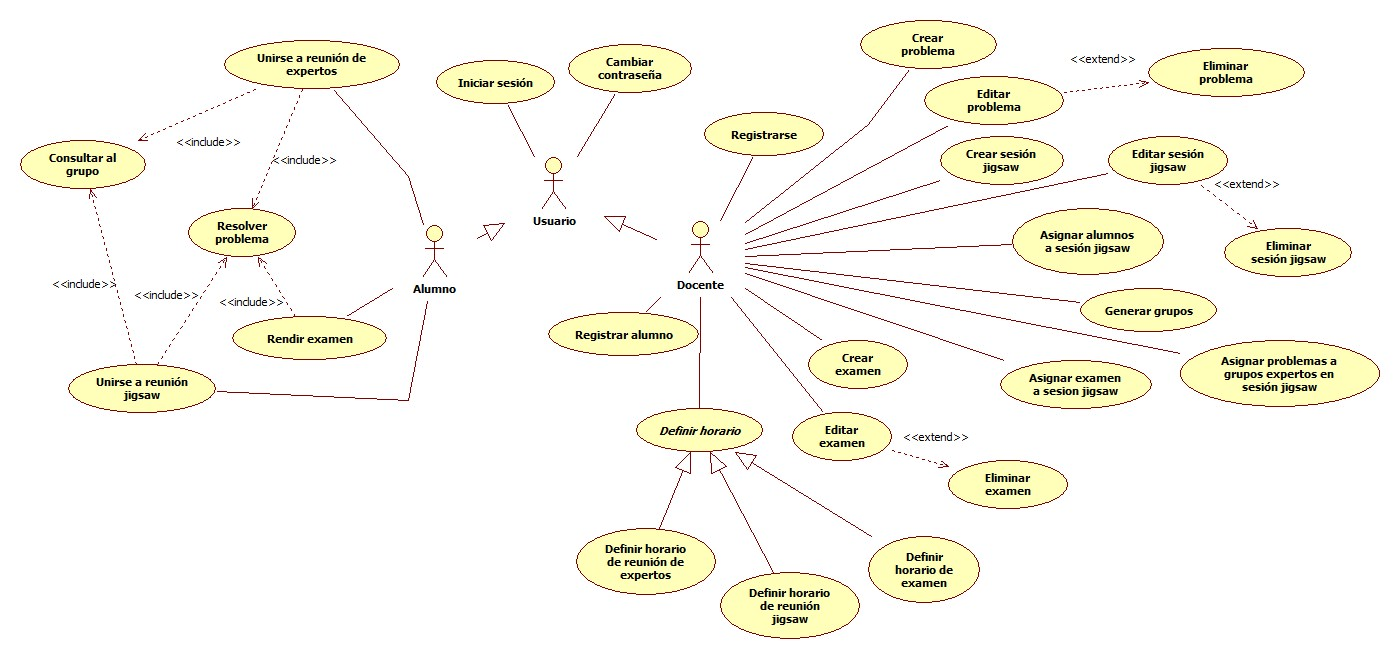 Crear
problema
Unirse a reunión de
expertos
Iniciar sesión
Cambiar
contraseña
<<extend>>
Eliminar
problema
Editar
problema
Registrarse
<<include>>
<<include>>
Consultar al
grupo
Crear sesión
jigsaw
Editar sesión
jigsaw
<<extend>>
Resolver
problema
Usuario
Asignar alumnos
a sesión jigsaw
Eliminar
sesión jigsaw
Alumno
Docente
<<include>>
<<include>>
<<include>>
Generar grupos
Rendir examen
Registrar alumno
Crear
examen
Asignar examen
a sesion jigsaw
Asignar problemas a
grupos expertos en
sesión jigsaw
Unirse a reunión
jigsaw
Definir horario
Editar
examen
<<extend>>
Eliminar
examen
Definir horario
de reunión de
expertos
Definir horario
de reunión
jigsaw
Definir
horario de
examen